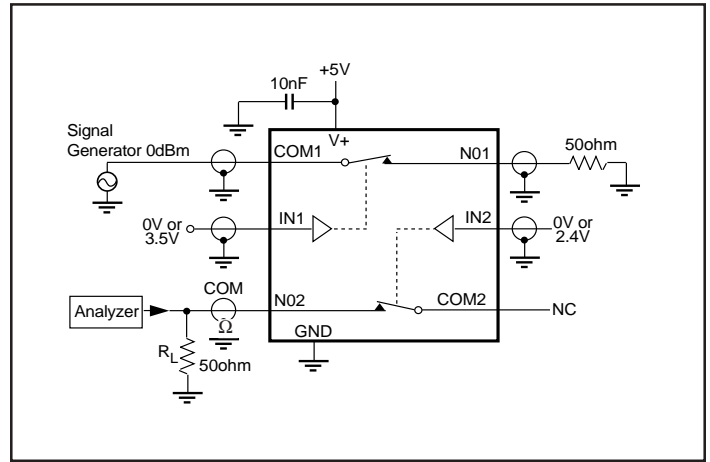 +5V
10nF
V+
Signal
Generator 0dBm
COM1
N01
50ohm
0V or
3.5V
IN1
IN2
0V or
2.4V
COM
Analyzer
N02
COM2
NC
Ω
GND
RL
50ohm